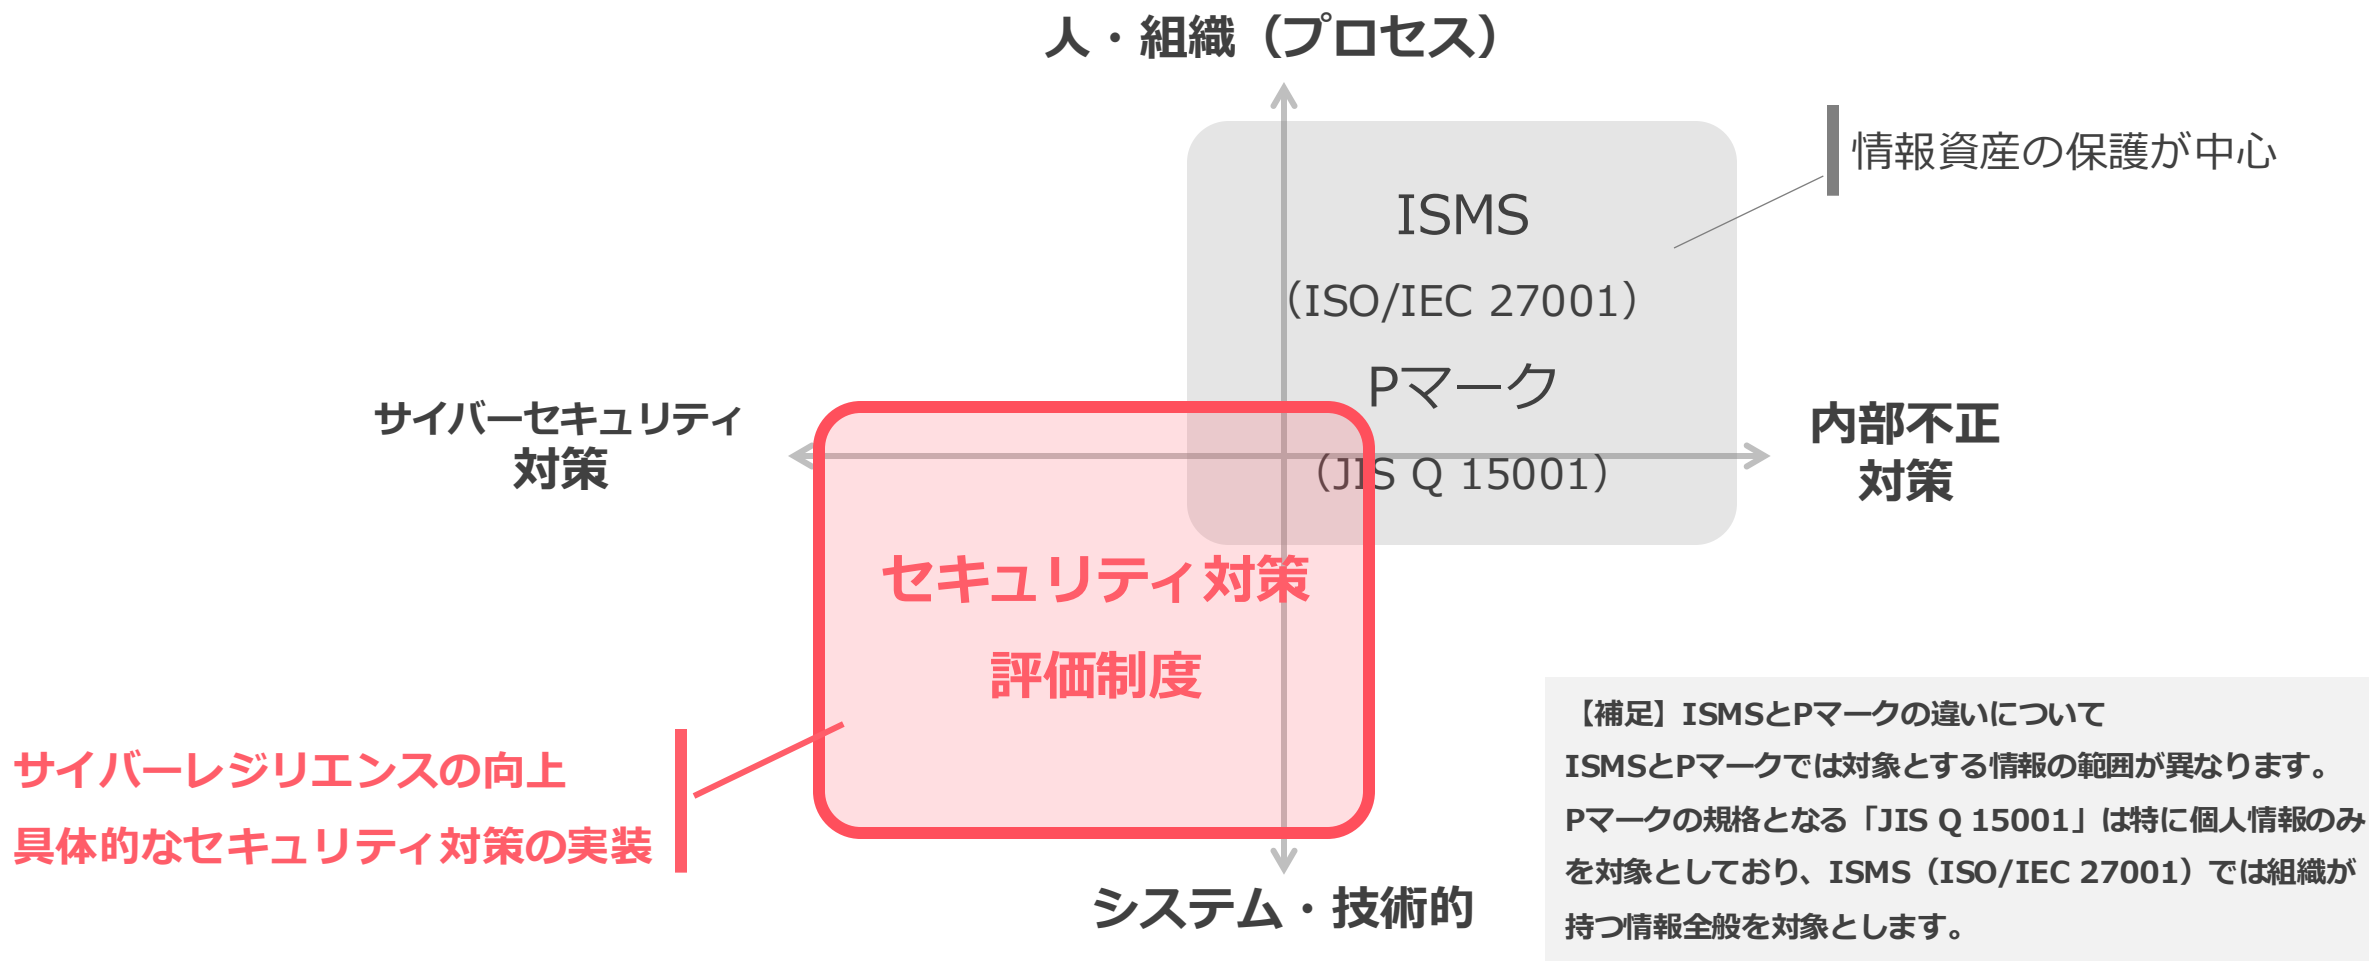 人・組織（プロセス）
情報資産の保護が中心
ISMS
（ISO/IEC 27001）
Pマーク
（JIS Q 15001）
サイバーセキュリティ
対策
内部不正
対策
セキュリティ対策
評価制度
サイバーレジリエンスの向上
具体的なセキュリティ対策の実装
システム・技術的
【補足】ISMSとPマークの違いについて
ISMSとPマークでは対象とする情報の範囲が異なります。
Pマークの規格となる「JIS Q 15001」は特に個人情報のみ
を対象としており、ISMS（ISO/IEC 27001）では組織が
持つ情報全般を対象とします。